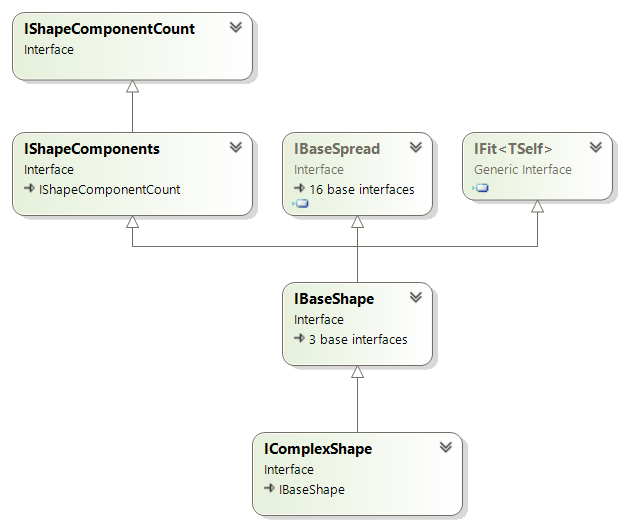 IShapeComponentCount
Interface
IShapeComponents
Interface
IShapeComponentCount
IBaseSpread
Interface
16 base interfaces
IFit<TSelf>
Generic Interface
IBaseShape
Interface
3 base interfaces
IComplexShape
Interface
IBaseShape